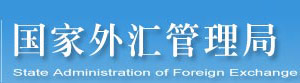 国家外汇管理局
State Administration of Foreign Exchange